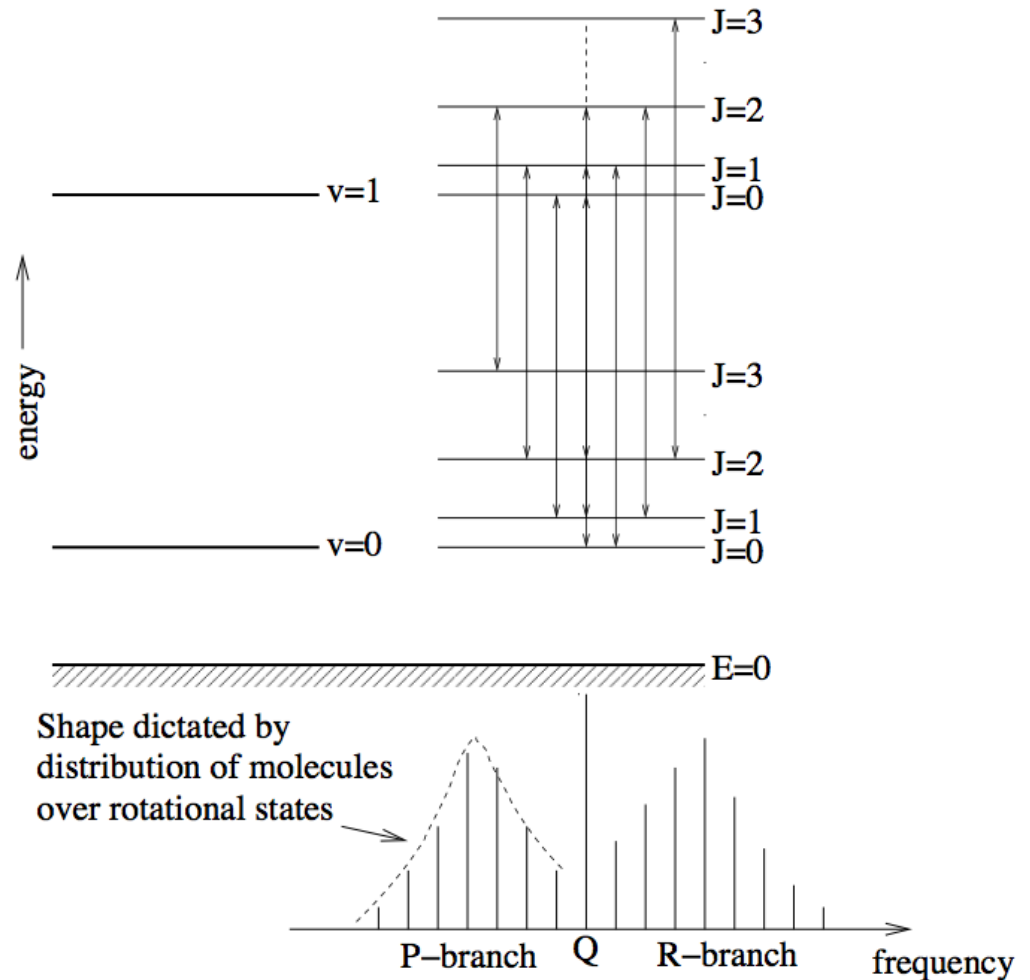 J=3
J=2
J=1
v=1
J=0
energy
J=3
J=2
J=1
v=0
J=0
E=0
Shape dictated by
distribution of molecules
over rotational states
P–branch
Q
R–branch
frequency